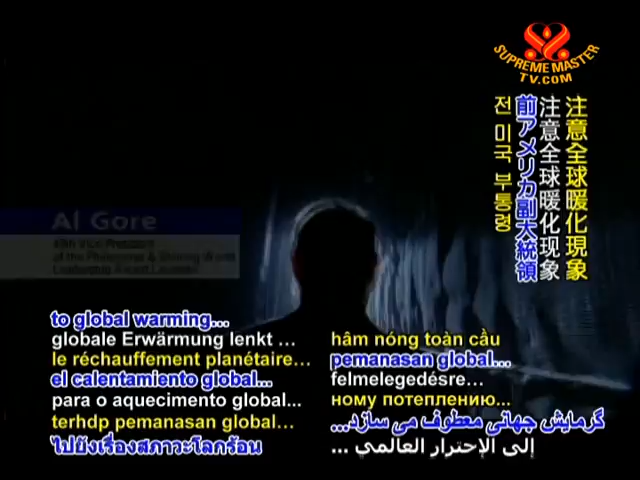 SUPREME MASTER
TV.COM
注意全球暖化現象
注意全球暖化现象
前アメリカ副大統領
전 미국 부통령
Al Gore
to global warming...
globale Erwärmung lenkt ...
le réchauffement planétaire...
el calentamiento global...
para o aquecimento global...
terhdp pemanasan global...
ไปยังเรื่องสภาวะโลกร้อน
hâm nóng toàn cầu
pemanasan global...
felmelegedésre...
ному потеплению...
گرمایش جهانی معطوف می سازد...
إلى الإحترار العالمي ...